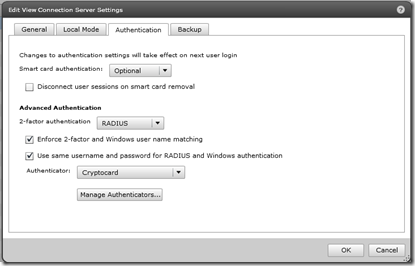 Edit View Connection Server Settings
General Local Mode Authentication Backup
Changes to authentication settings will take effect on next user login
Smart card authentication: Optional
Disconnect user sessions on smart card removal
Advanced Authentication
2-factor authentication RADIUS
Enforce 2-factor and Windows user name matching
Use same username and password for RADIUS and Windows authentication
Authenticator: Cryptocard
Manage Authenticators...
OK Cancel